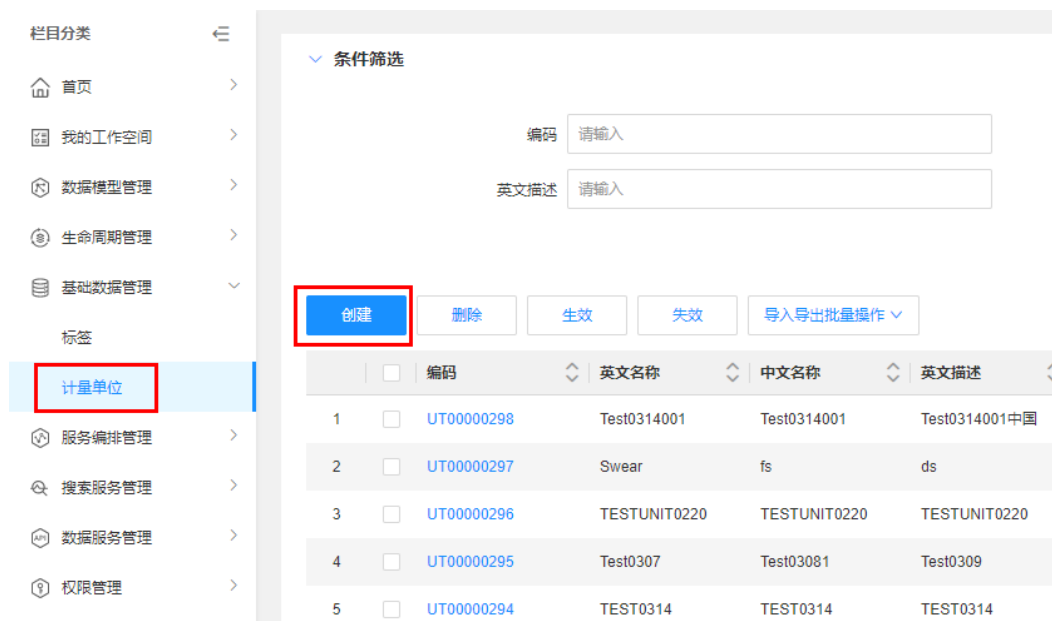 栏目分类
首页
我的工作空间
数据模型管理
生命周期管理
基础数据管理
标签
计量单位
服务编排管理
搜索服务管理
API 数据服务管理
权限管理
条件筛选
编码 请输入
英文描述 请输入
创建 删除 生效 失效 导入导出批量操作
编码 英文名称 中文名称 英文描述
1 UT00000298 Test0314001 Test0314001 Test0314001中国
2 UT00000297 Swear fs ds
3 UT00000296 TESTUNIT0220 TESTUNIT0220 TESTUNIT0220
4 UT00000295 Test0307 Test03081 Test0309
5 UT00000294 TEST0314 TEST0314 TEST0314